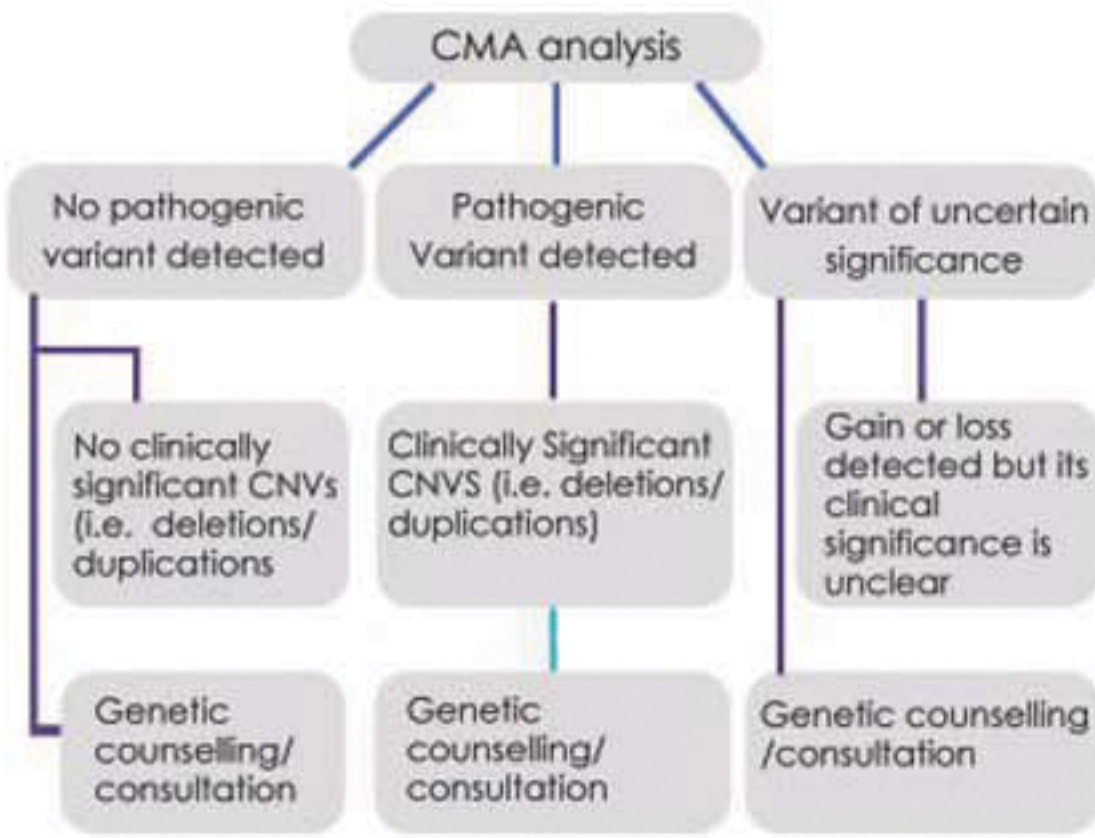 CMA analysis
No pathogenic
variant detected
Pathogenic
Variant detected
Variant of uncertain
significance
No clinically
significant CNVs
(i.e. deletions/
duplications
Clinically Significant
CNVS (i.e. deletions/
duplications)
Gain or loss
detected but its
clinical
significance is
unclear
Genetic
counselling/
consultation
Genetic
counselling/
consultation
Genetic counselling
/consultation